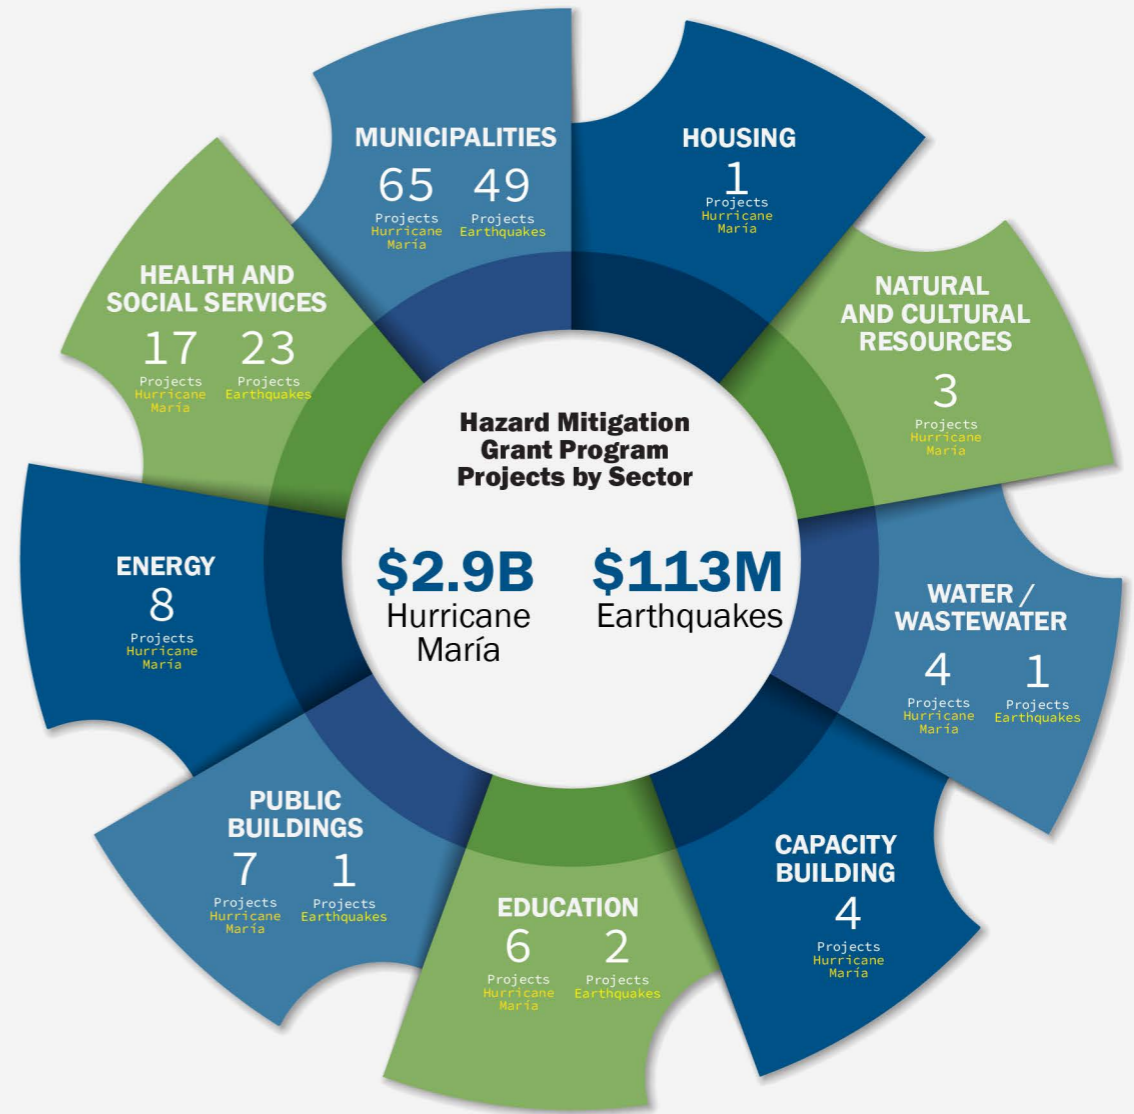 Hazard Mitigation
Grant Program
Projects by Sector
$2.9B
Hurricane
María
$113M
Earthquakes
MUNICIPALITIES
65
Projects
Hurricane
María
49
Projects
Earthquakes
HOUSING
1
Projects
Hurricane
María
NATURAL
AND CULTURAL
RESOURCES
3
Projects
Hurricane
María
WATER /
WASTEWATER
4
Projects
Hurricane
María
1
Projects
Earthquakes
CAPACITY
BUILDING
4
Projects
Hurricane
María
EDUCATION
6
Projects
Hurricane
María
2
Projects
Earthquakes
PUBLIC
BUILDINGS
7
Projects
Hurricane
María
1
Projects
Earthquakes
ENERGY
8
Projects
Hurricane
María
HEALTH AND
SOCIAL SERVICES
17
Projects
Hurricane
María
23
Projects
Earthquakes